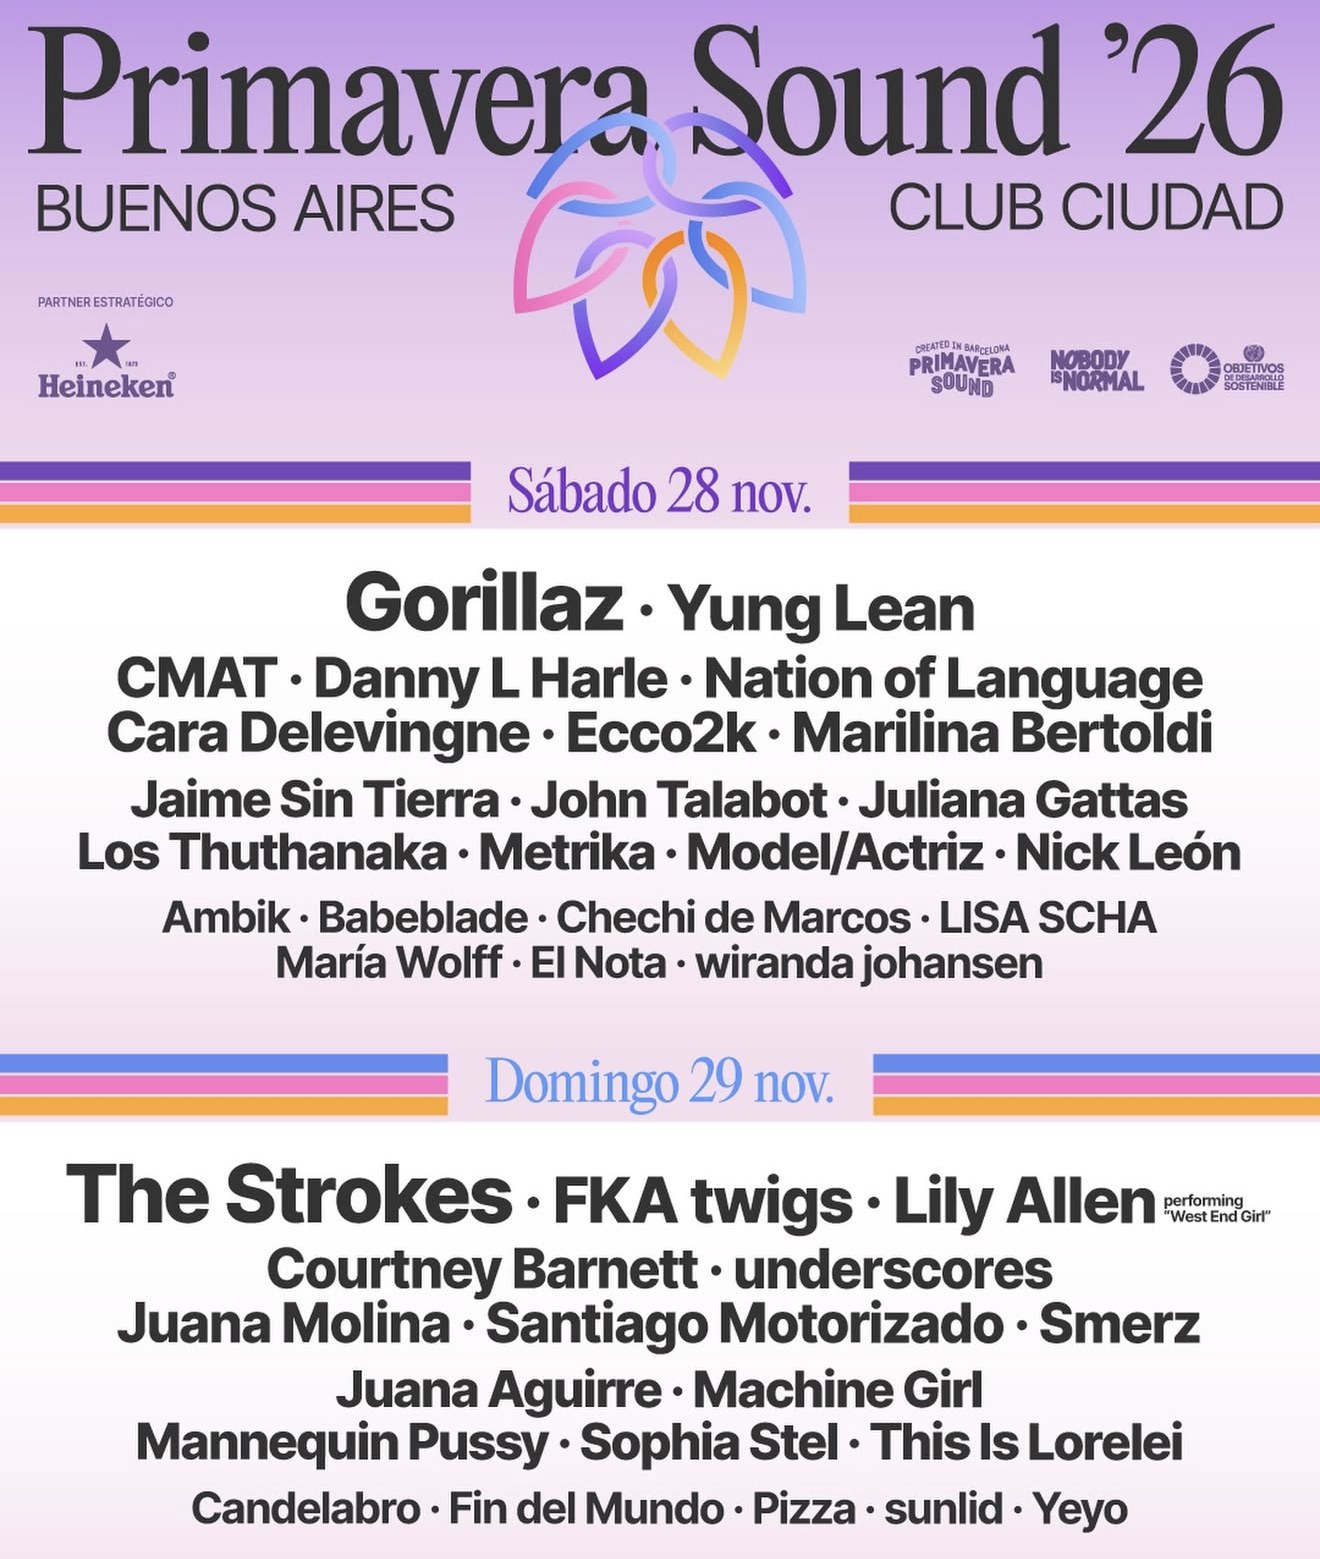 Primavera Sound ’26
BUENOS AIRES
CLUB CIUDAD
PARTNER ESTRATÉGICO
EST. 1873
Heineken®
CREATED IN BARCELONA
PRIMAVERA
SOUND
NOBODY
IS NORMAL
OBJETIVOS
DE DESARROLLO
SOSTENIBLE
Sábado 28 nov.
Gorillaz · Yung Lean
CMAT · Danny L Harle · Nation of Language
Cara Delevingne · Ecco2k · Marilina Bertoldi
Jaime Sin Tierra · John Talabot · Juliana Gattas
Los Thuthanaka · Metrika · Model/Actriz · Nick León
Ambik · Babeblade · Chechi de Marcos · LISA SCHA
María Wolff · El Nota · wiranda johansen
Domingo 29 nov.
The Strokes · FKA twigs · Lily Allen performing
"West End Girl"
Courtney Barnett · underscores
Juana Molina · Santiago Motorizado · Smerz
Juana Aguirre · Machine Girl
Mannequin Pussy · Sophia Stel · This Is Lorelei
Candelabro · Fin del Mundo · Pizza · sunlid · Yeyo